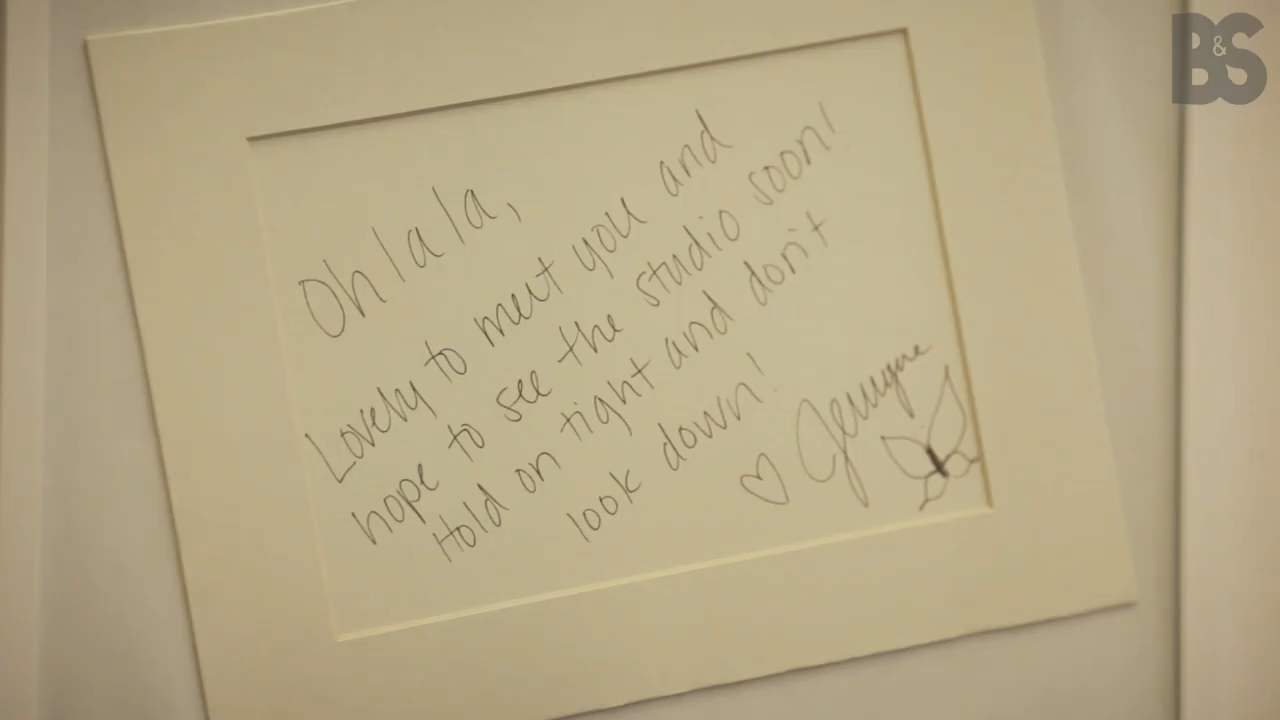 B&S
Oh la la,
Lovely to meet you and
hope to see the studio soon!
Hold on tight and don't
look down!
♡ Jemayne